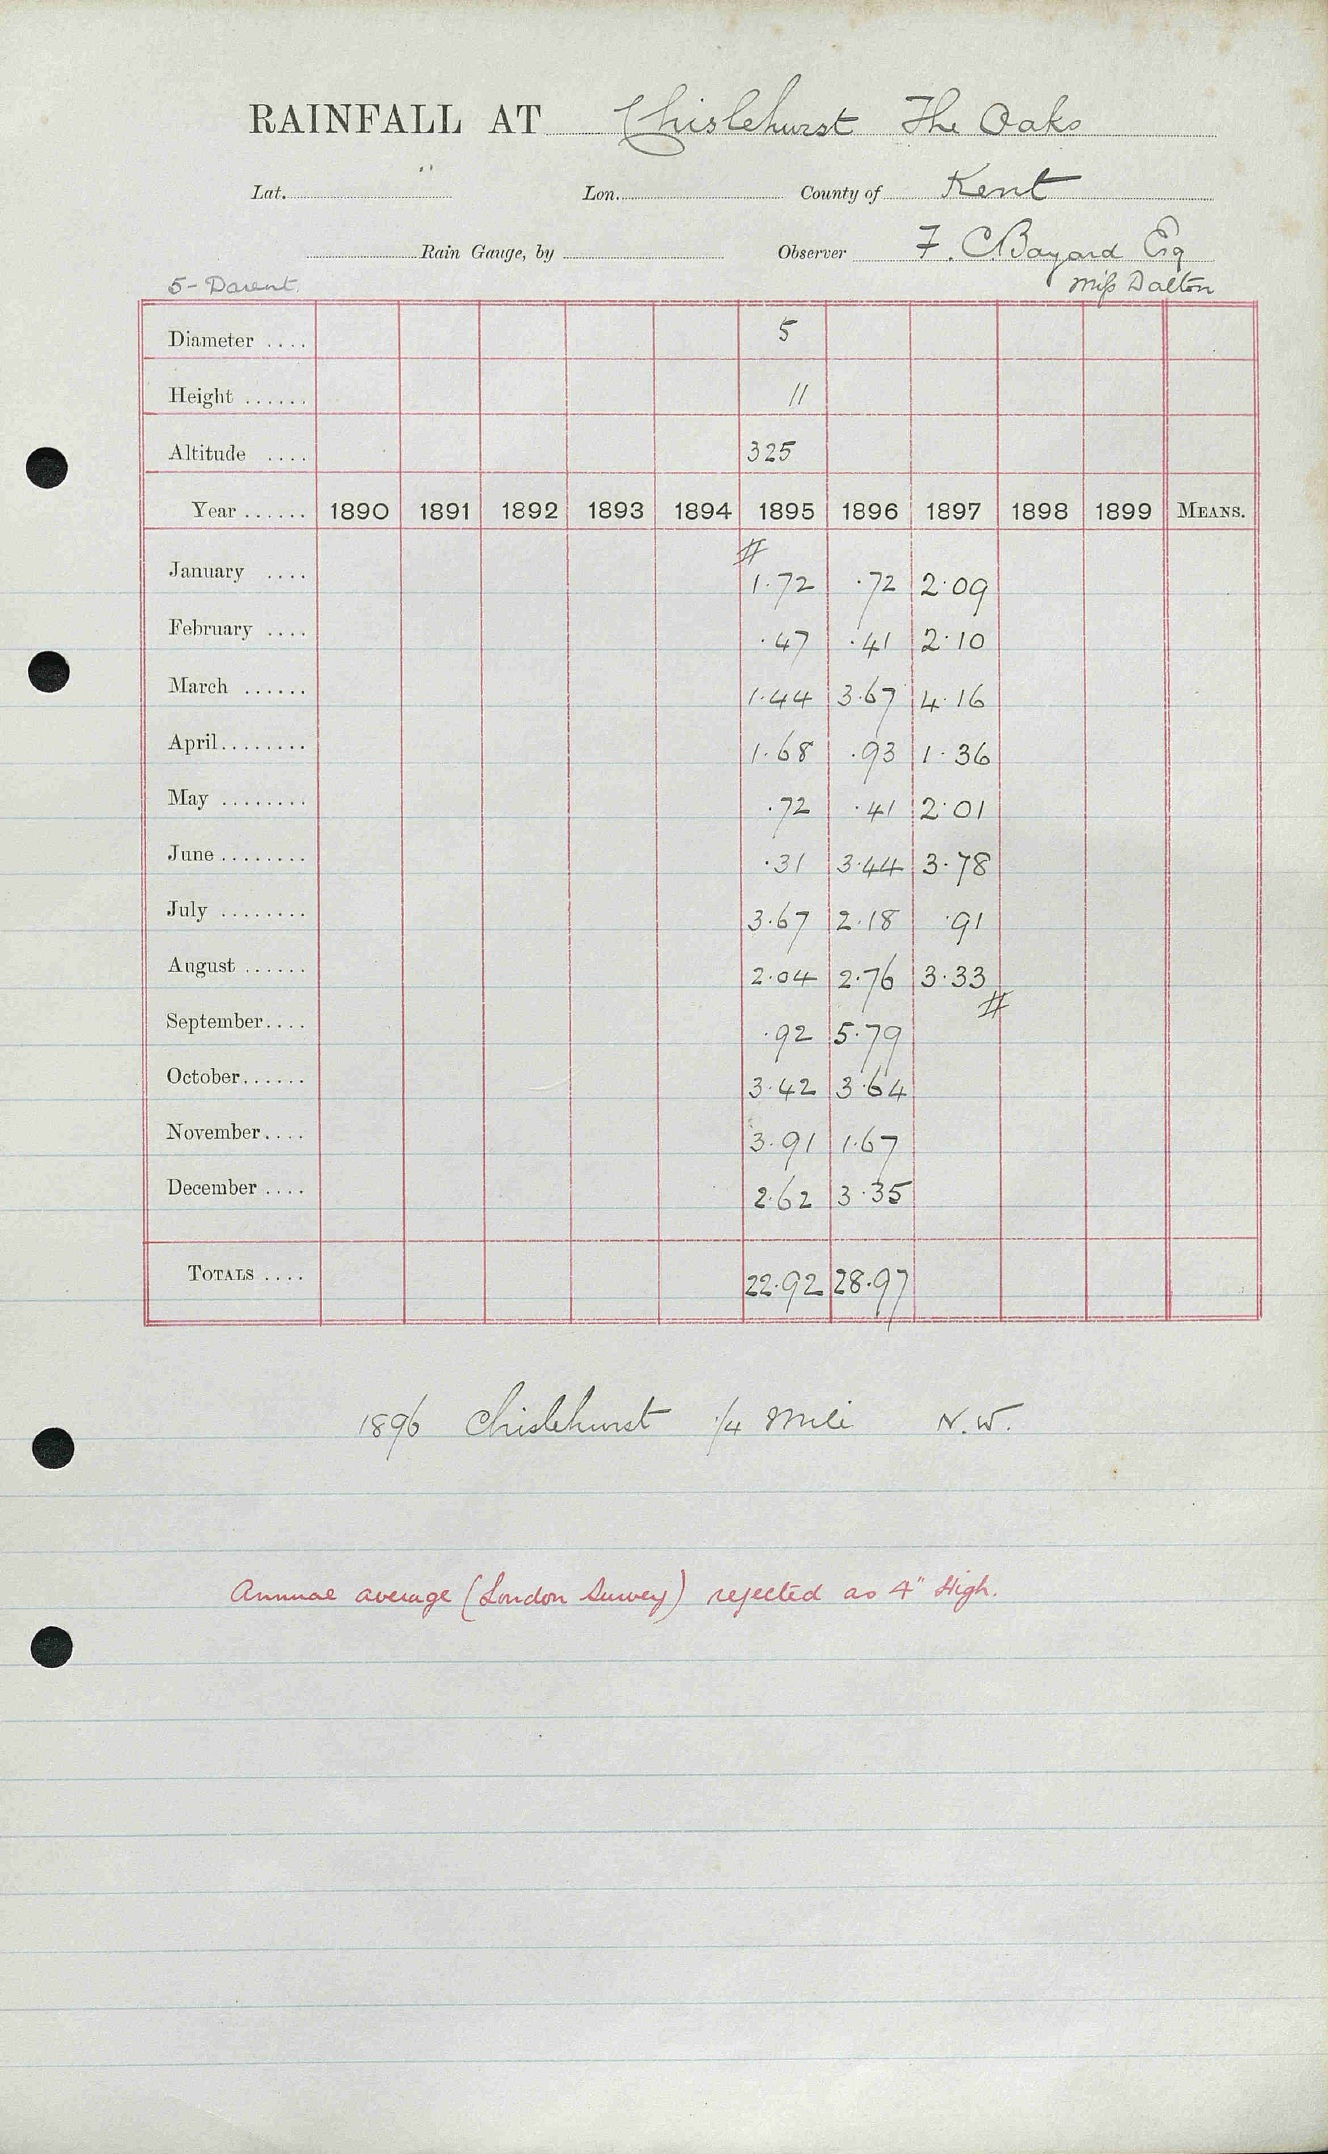 RAINFALL AT Chislehurst The Oaks
Lat. Lon. County of Kent
Rain Gauge, by Observer F. C. Bayard Esq
5 - Darent. Miss Dalton
Diameter .... 5
Height ...... 11
Altitude .... 325
Year ...... 1890 1891 1892 1893 1894 1895 1896 1897 1898 1899 MEANS.
#
January .... 1.72 .72 2.09
February .... .47 .41 2.10
March ...... 1.44 3.67 4.16
April........ 1.68 .93 1.36
May ........ .72 .41 2.01
June ........ .31 3.44 3.78
July ........ 3.67 2.18 .91
August ...... 2.04 2.76 3.33
#
September.... .92 5.79
October...... 3.42 3.64
November.... 3.91 1.67
December .... 2.62 3.35
TOTALS .... 22.92 28.97
1896 Chislehurst 1/4 mile N.W.
Annual average (London Survey) rejected as 4" High.